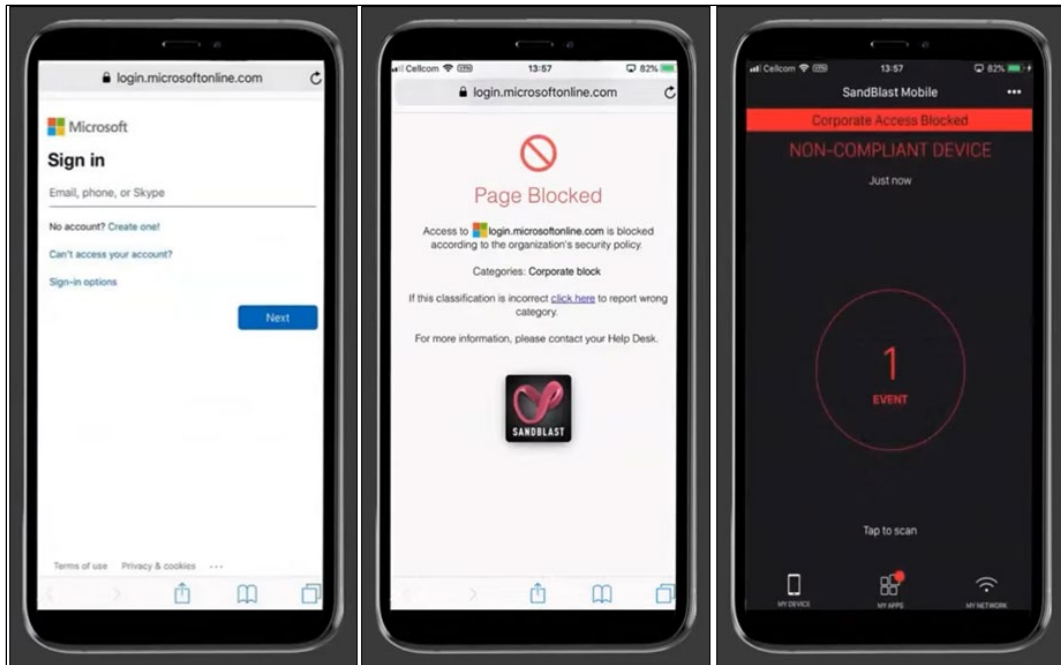 login.microsoftonline.com
Microsoft
Sign in
Email, phone, or Skype
No account? Create one!
Can't access your account?
Sign-in options
Next
Terms of use Privacy & cookies ...
Cellcom VPN 13:57 82%
login.microsoftonline.com
Page Blocked
Access to login.microsoftonline.com is blocked
according to the organization's security policy.
Categories: Corporate block
If this classification is incorrect click here to report wrong
category.
For more information, please contact your Help Desk.
SANDBLAST
Cellcom VPN 13:57 82%
SandBlast Mobile
Corporate Access Blocked
NON-COMPLIANT DEVICE
Just now
1
EVENT
Tap to scan
MY DEVICE MY APPS MY NETWORK